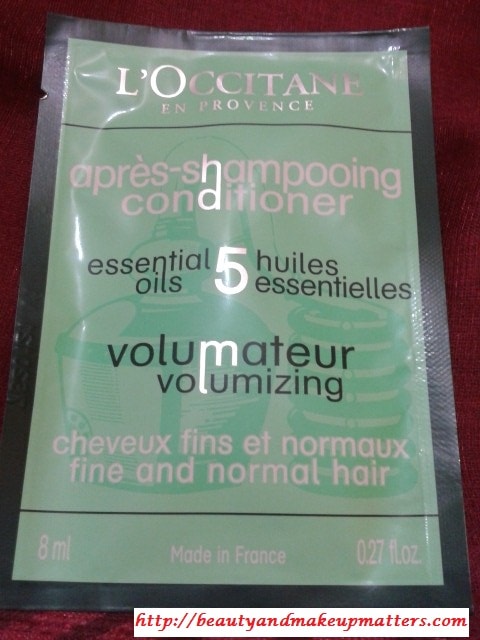 L'OCCITANE
EN PROVENCE
après-shampooing
conditioner
essential 5 huiles
oils essentielles
volumateur
volumizing
cheveux fins et normaux
fine and normal hair
8 ml Made in France 0.27 fl.oz.
http://beautyandmakeupmatters.com/